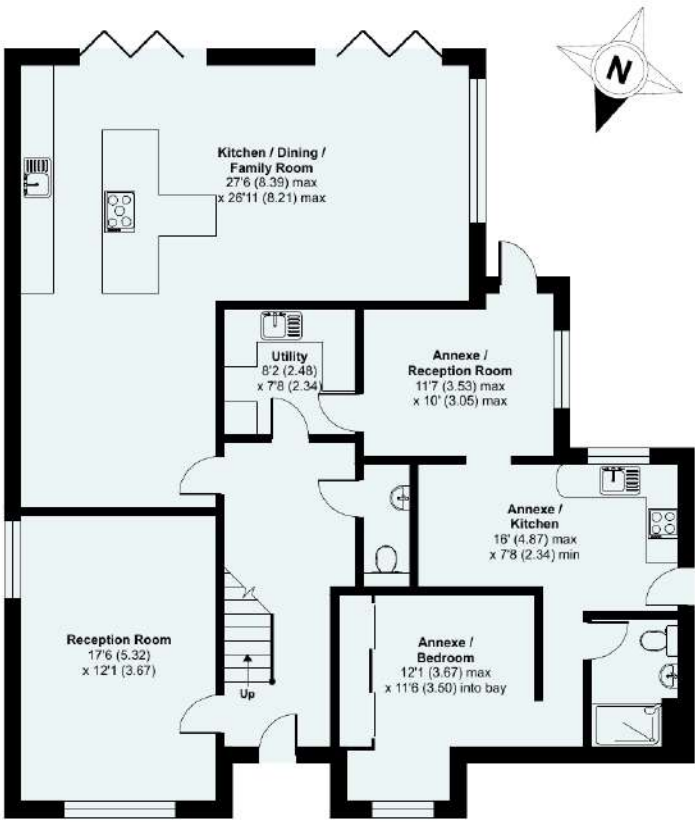 N
Kitchen / Dining /
Family Room
27'6 (8.39) max
x 26'11 (8.21) max
Utility
8'2 (2.48)
x 7'8 (2.34)
Annexe /
Reception Room
11'7 (3.53) max
x 10' (3.05) max
Annexe /
Kitchen
16' (4.87) max
x 7'8 (2.34) min
Reception Room
17'6 (5.32)
x 12'1 (3.67)
Up
Annexe /
Bedroom
12'1 (3.67) max
x 11'6 (3.50) into bay